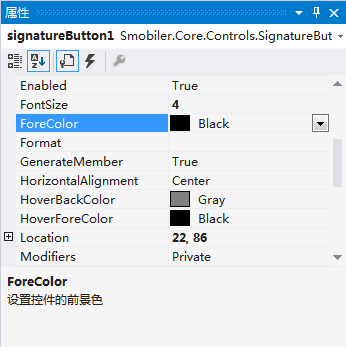 属性
signatureButton1 Smobiler.Core.Controls.SignatureBut
Enabled True
FontSize 4
ForeColor Black
Format
GenerateMember True
HorizontalAlignment Center
HoverBackColor Gray
HoverForeColor Black
Location 22, 86
Modifiers Private
ForeColor
设置控件的前景色